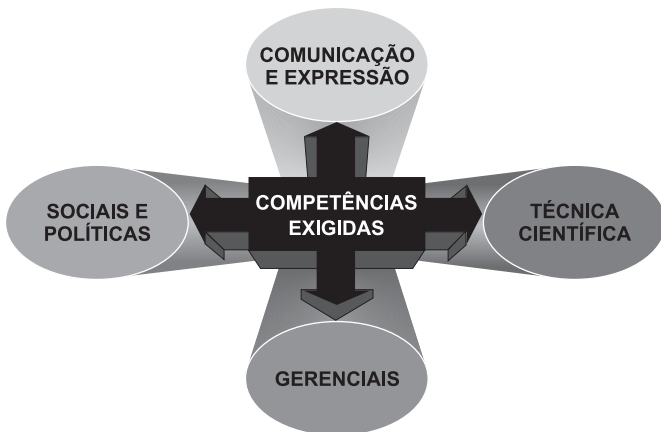 COMUNICAÇÃO
E EXPRESSÃO
SOCIAIS E
POLÍTICAS
COMPETÊNCIAS
EXIGIDAS
TÉCNICA
CIENTÍFICA
GERENCIAIS